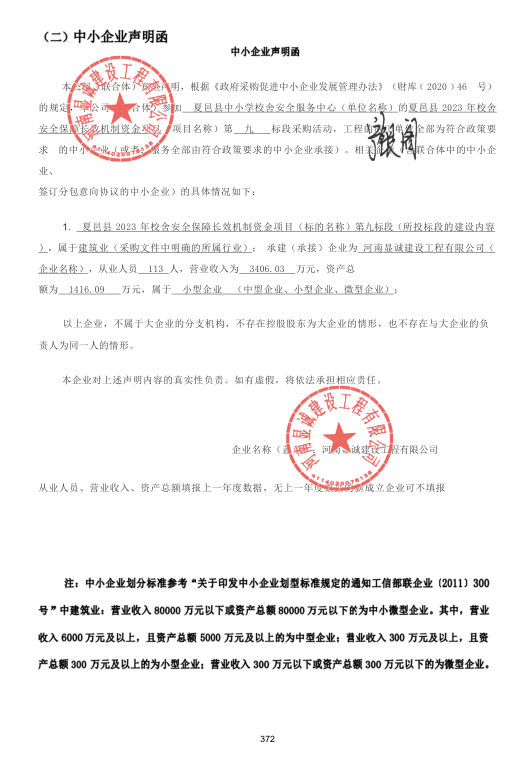 （二）中小企业声明函
中小企业声明函
本公司（联合体）郑重声明，根据《政府采购促进中小企业发展管理办法》（财库﹝2020﹞46 号）
的规定，本公司（联合体）参加 夏邑县中小学校舍安全服务中心（单位名称）的夏邑县 2023 年校舍
安全保障长效机制资金项目（项目名称）第 九 标段采购活动，工程的施工单位全部为符合政策要
求 的中小企业（或者：服务全部由符合政策要求的中小企业承接）。相关企业（含联合体中的中小企
业、
签订分包意向协议的中小企业）的具体情况如下：
1. 夏邑县 2023 年校舍安全保障长效机制资金项目（标的名称）第九标段（所投标段的建设内容
），属于建筑业（采购文件中明确的所属行业）； 承建（承接）企业为 河南显诚建设工程有限公司（
企业名称），从业人员 113 人，营业收入为 3406.03 万元，资产总
额为 1416.09 万元，属于 小型企业 （中型企业、小型企业、微型企业）；
以上企业，不属于大企业的分支机构，不存在控股股东为大企业的情形，也不存在与大企业的负
责人为同一人的情形。
本企业对上述声明内容的真实性负责。如有虚假，将依法承担相应责任。
企业名称（盖章）：河南显诚建设工程有限公司
从业人员、营业收入、资产总额填报上一年度数据，无上一年度数据的新成立企业可不填报
注：中小企业划分标准参考“关于印发中小企业划型标准规定的通知工信部联企业（2011）300
号”中建筑业：营业收入 80000 万元以下或资产总额 80000 万元以下的为中小微型企业。其中，营业
收入 6000 万元及以上，且资产总额 5000 万元及以上的为中型企业；营业收入 300 万元及以上，且资
产总额 300 万元及以上的为小型企业；营业收入 300 万元以下或资产总额 300 万元以下的为微型企业。
372